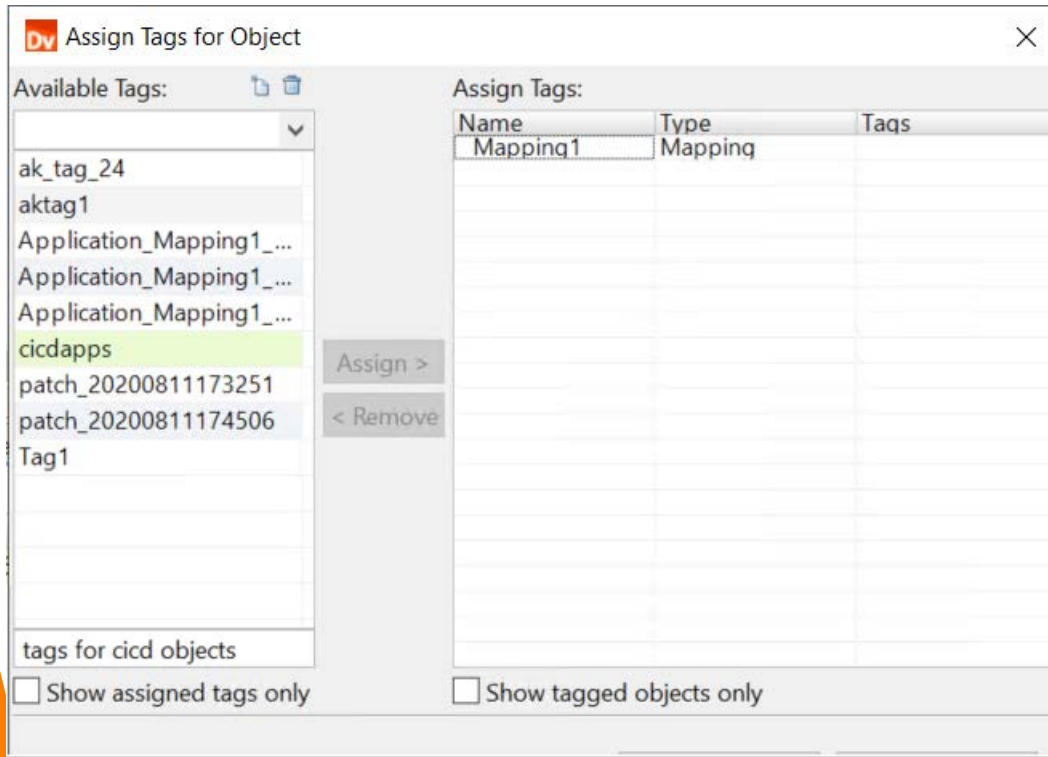 Dv Assign Tags for Object
Available Tags:
ak_tag_24
aktag1
Application_Mapping1_...
Application_Mapping1_...
Application_Mapping1_...
cicdapps
patch_20200811173251
patch_20200811174506
Tag1
tags for cicd objects
Show assigned tags only
Assign >
< Remove
Assign Tags:
Name Type Tags
Mapping1 Mapping
Show tagged objects only